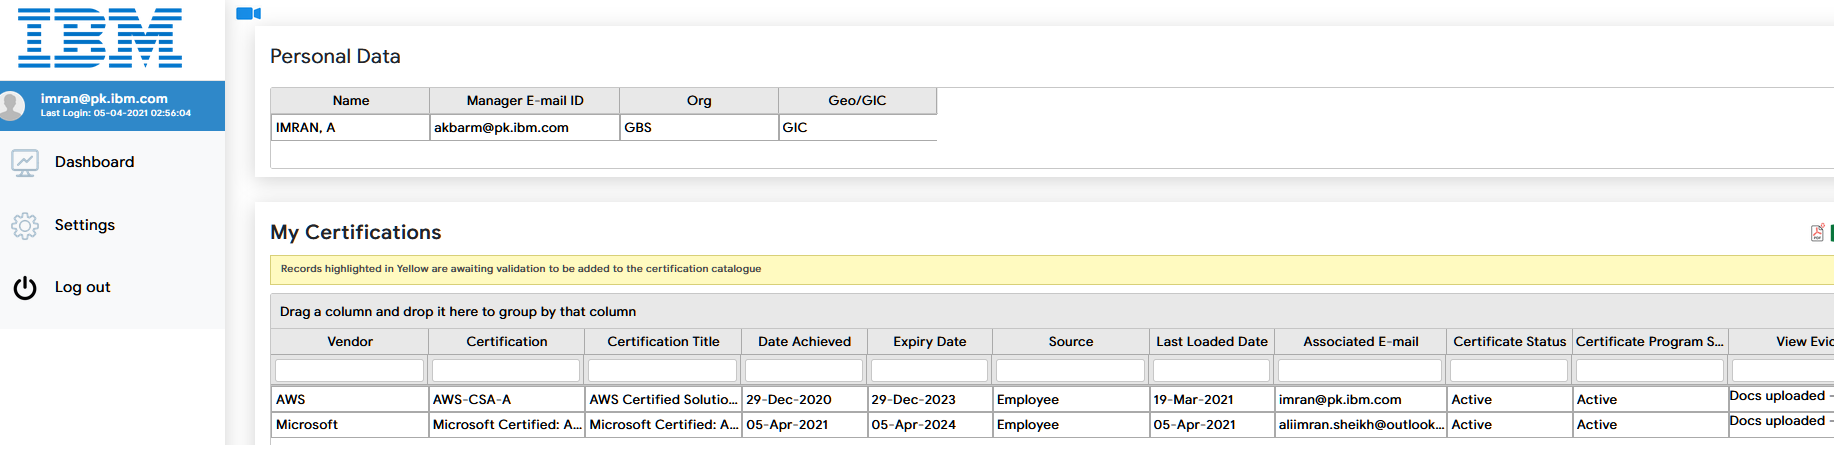 IBM
imran@pk.ibm.com
Last Login: 05-04-2021 02:56:04
Dashboard
Settings
Log out
Personal Data
Name Manager E-mail ID Org Geo/GIC
IMRAN, A akbarm@pk.ibm.com GBS GIC
My Certifications
Records highlighted in Yellow are awaiting validation to be added to the certification catalogue
Drag a column and drop it here to group by that column
Vendor Certification Certification Title Date Achieved Expiry Date Source Last Loaded Date Associated E-mail Certificate Status Certificate Program S... View Evic
AWS AWS-CSA-A AWS Certified Solutio... 29-Dec-2020 29-Dec-2023 Employee 19-Mar-2021 imran@pk.ibm.com Active Active Docs uploaded -
Microsoft Microsoft Certified: A... Microsoft Certified: A... 05-Apr-2021 05-Apr-2024 Employee 05-Apr-2021 aliimran.sheikh@outlook... Active Active Docs uploaded -